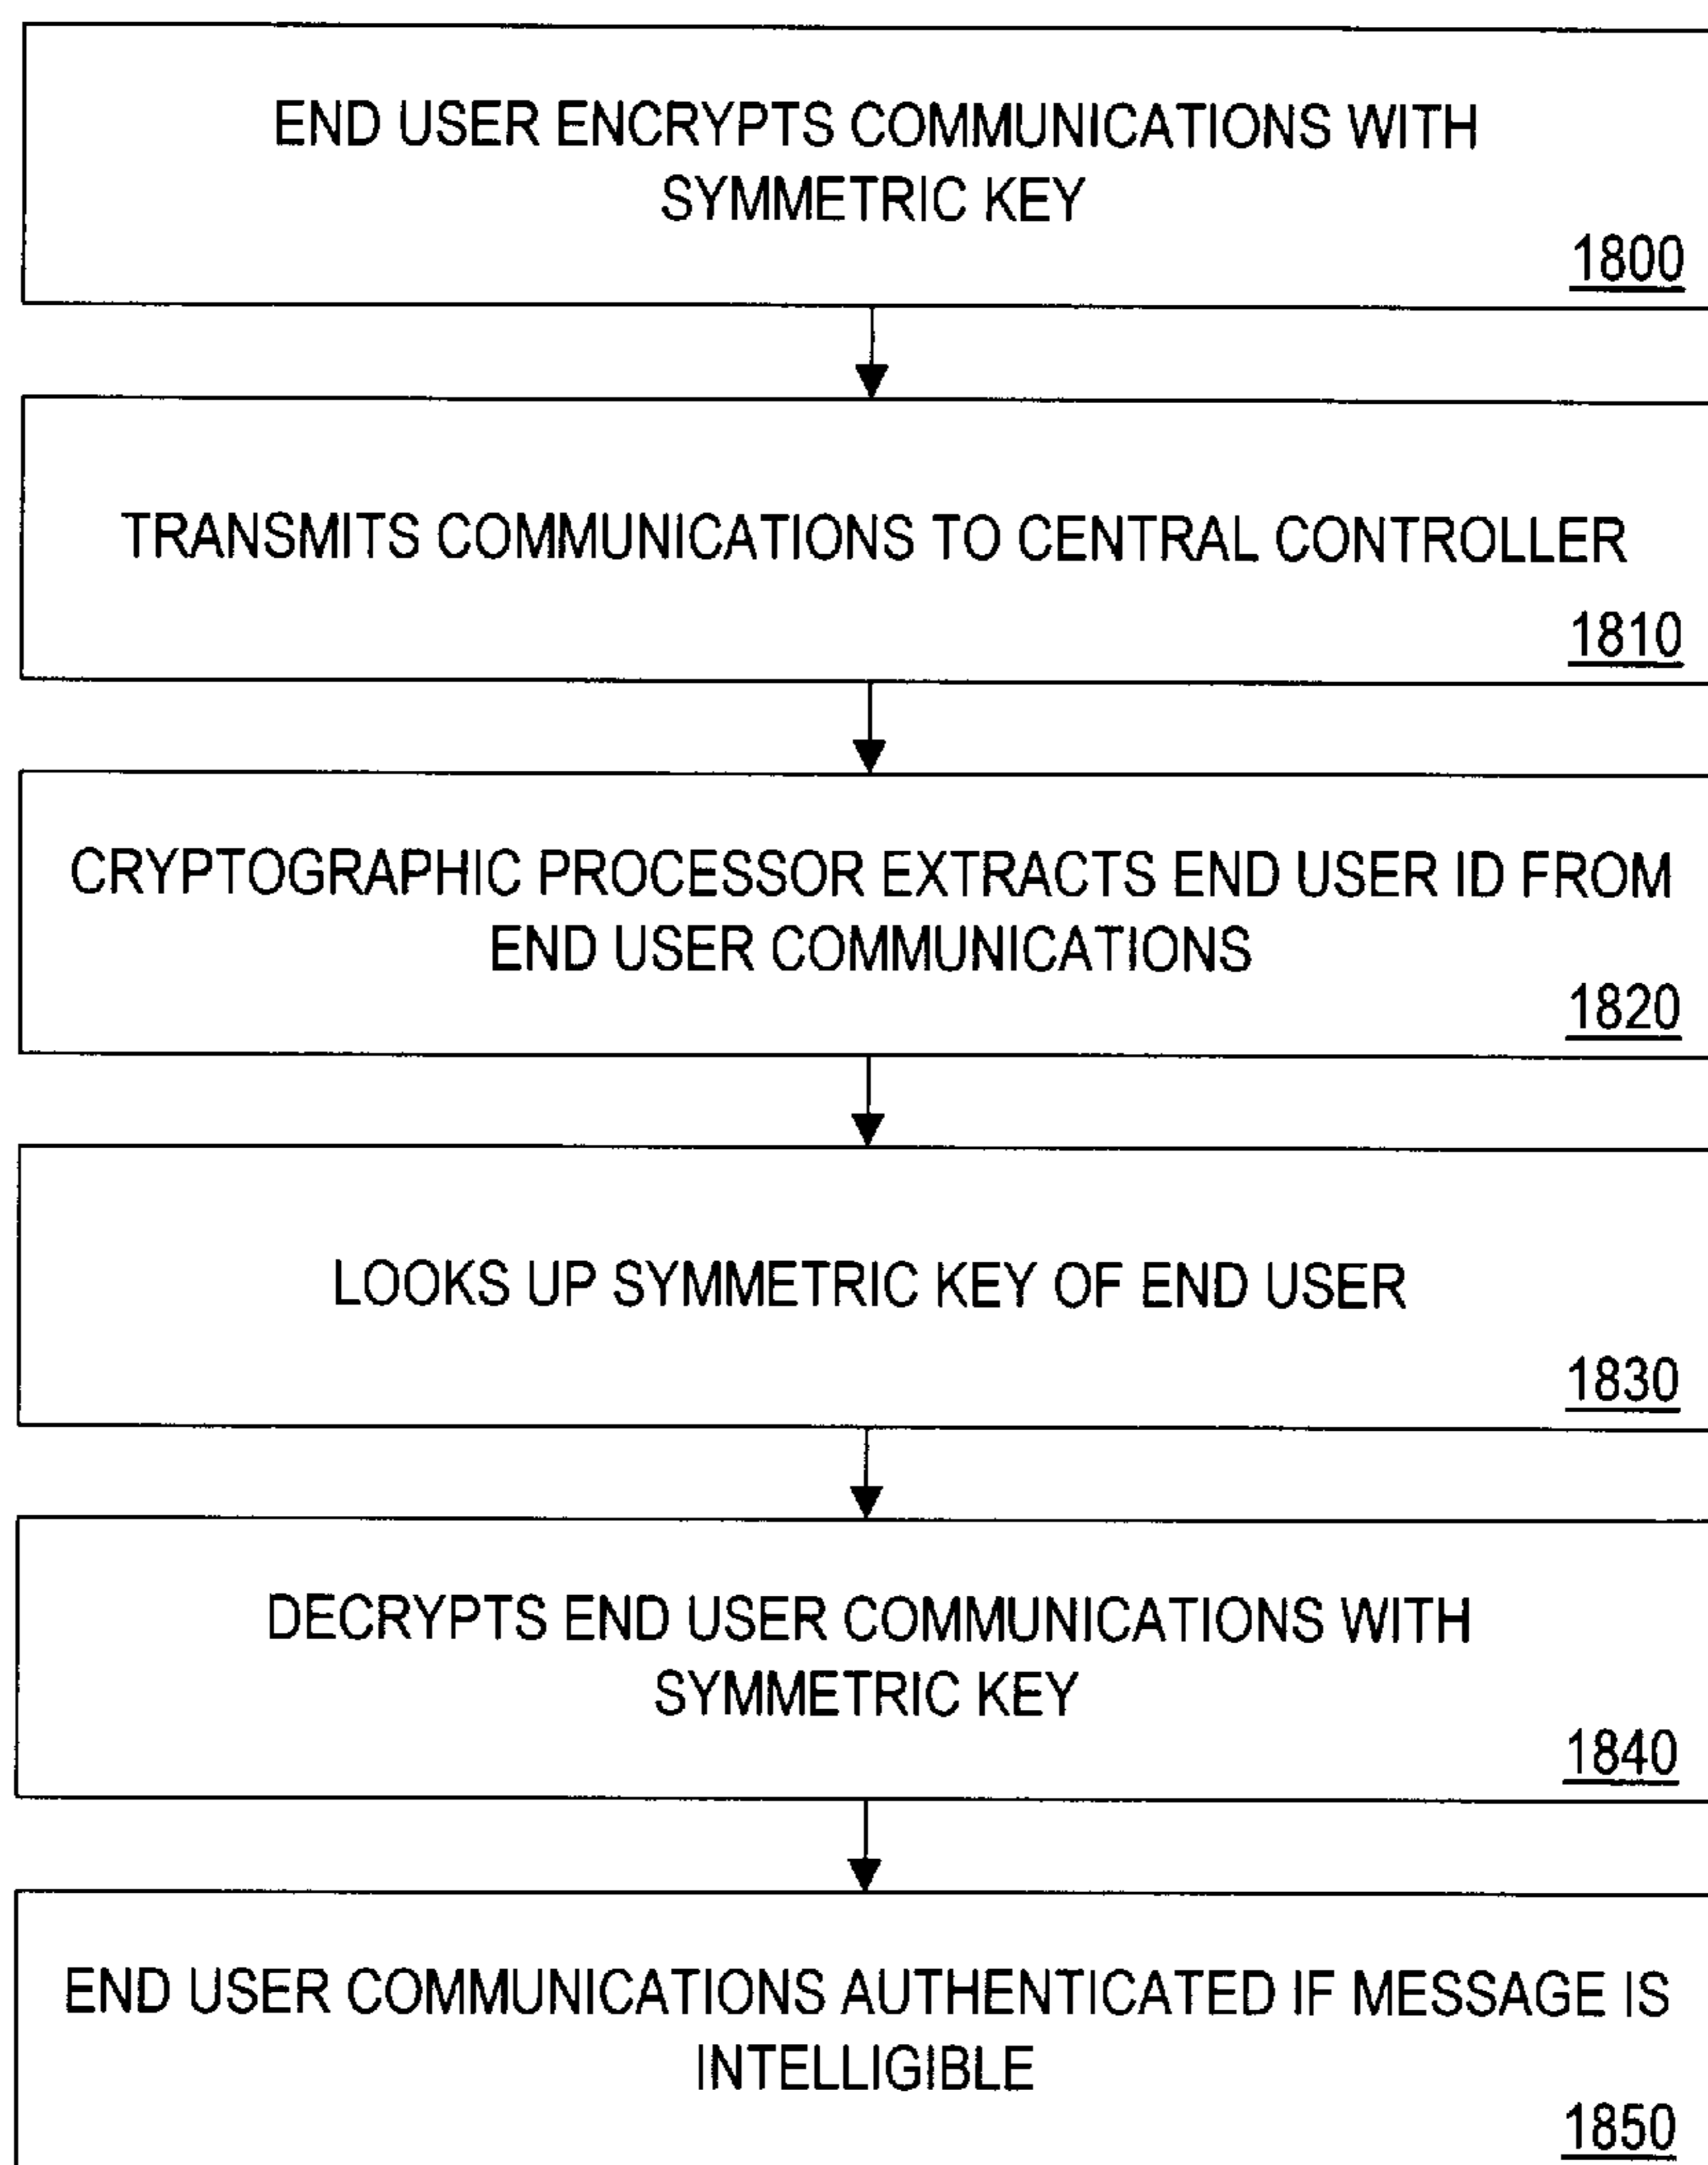 END USER ENCRYPTS COMMUNICATIONS WITH
SYMMETRIC KEY
1800
TRANSMITS COMMUNICATIONS TO CENTRAL CONTROLLER
1810
CRYPTOGRAPHIC PROCESSOR EXTRACTS END USER ID FROM
END USER COMMUNICATIONS
1820
LOOKS UP SYMMETRIC KEY OF END USER
1830
DECRYPTS END USER COMMUNICATIONS WITH
SYMMETRIC KEY
1840
END USER COMMUNICATIONS AUTHENTICATED IF MESSAGE IS
INTELLIGIBLE
1850